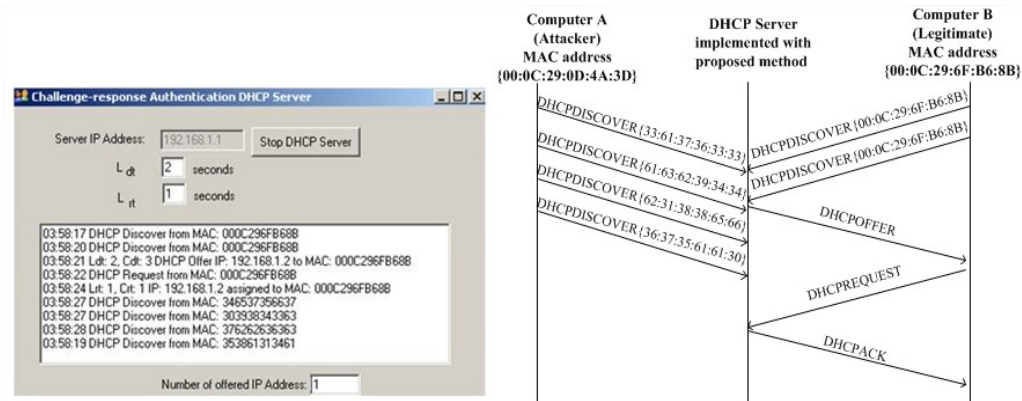 Challenge-response Authentication DHCP Server
Server IP Address: 192.168.1.1 Stop DHCP Server
L dt 2 seconds
L rt 1 seconds
03:58:17 DHCP Discover from MAC: 000C296FB68B
03:58:20 DHCP Discover from MAC: 000C296FB68B
03:58:21 Ldt: 2, Cdt: 3 DHCP Offer IP: 192.168.1.2 to MAC: 000C296FB68B
03:58:22 DHCP Request from MAC: 000C296FB68B
03:58:24 Lrt: 1, Crt: 1 IP: 192.168.1.2 assigned to MAC: 000C296FB68B
03:58:27 DHCP Discover from MAC: 346537356637
03:58:27 DHCP Discover from MAC: 303938343363
03:58:28 DHCP Discover from MAC: 376262636363
03:58:19 DHCP Discover from MAC: 353861313461
Number of offered IP Address: 1
Computer A
(Attacker)
MAC address
{00:0C:29:0D:4A:3D}
DHCP Server
implemented with
proposed method
Computer B
(Legitimate)
MAC address
{00:0C:29:6F:B6:8B}
DHCPDISCOVER{33:61:37:36:33:33}
DHCPDISCOVER{61:63:62:39:34:34}
DHCPDISCOVER{62:31:38:38:65:66}
DHCPDISCOVER{36:37:35:61:61:30}
DHCPDISCOVER{00:0C:29:6F:B6:8B}
DHCPDISCOVER{00:0C:29:6F:B6:8B}
DHCPOFFER
DHCPREQUEST
DHCPACK